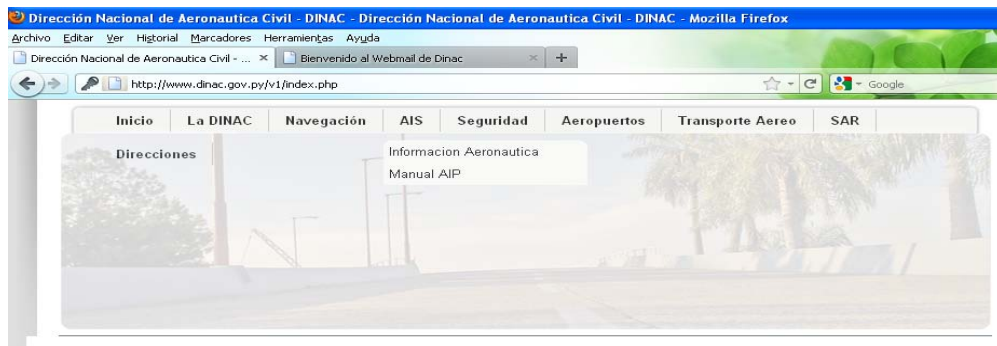 Dirección Nacional de Aeronautica Civil - DINAC - Dirección Nacional de Aeronautica Civil - DINAC - Mozilla Firefox
Archivo Editar Ver Historial Marcadores Herramientas Ayuda
Dirección Nacional de Aeronautica Civil - ... × Bienvenido al Webmail de Dinac × +
http://www.dinac.gov.py/v1/index.php Google
Inicio La DINAC Navegación AIS Seguridad Aeropuertos Transporte Aereo SAR
Direcciones
Informacion Aeronautica
Manual AIP